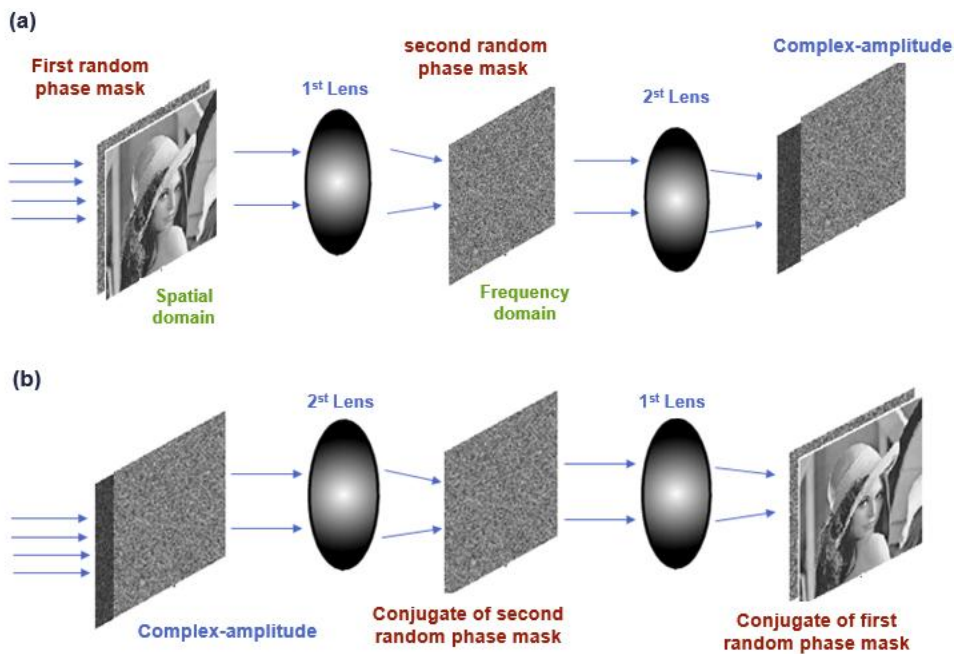 (a)
First random
phase mask
1st Lens
second random
phase mask
2st Lens
Complex-amplitude
Spatial
domain
Frequency
domain
(b)
2st Lens
1st Lens
Complex-amplitude
Conjugate of second
random phase mask
Conjugate of first
random phase mask